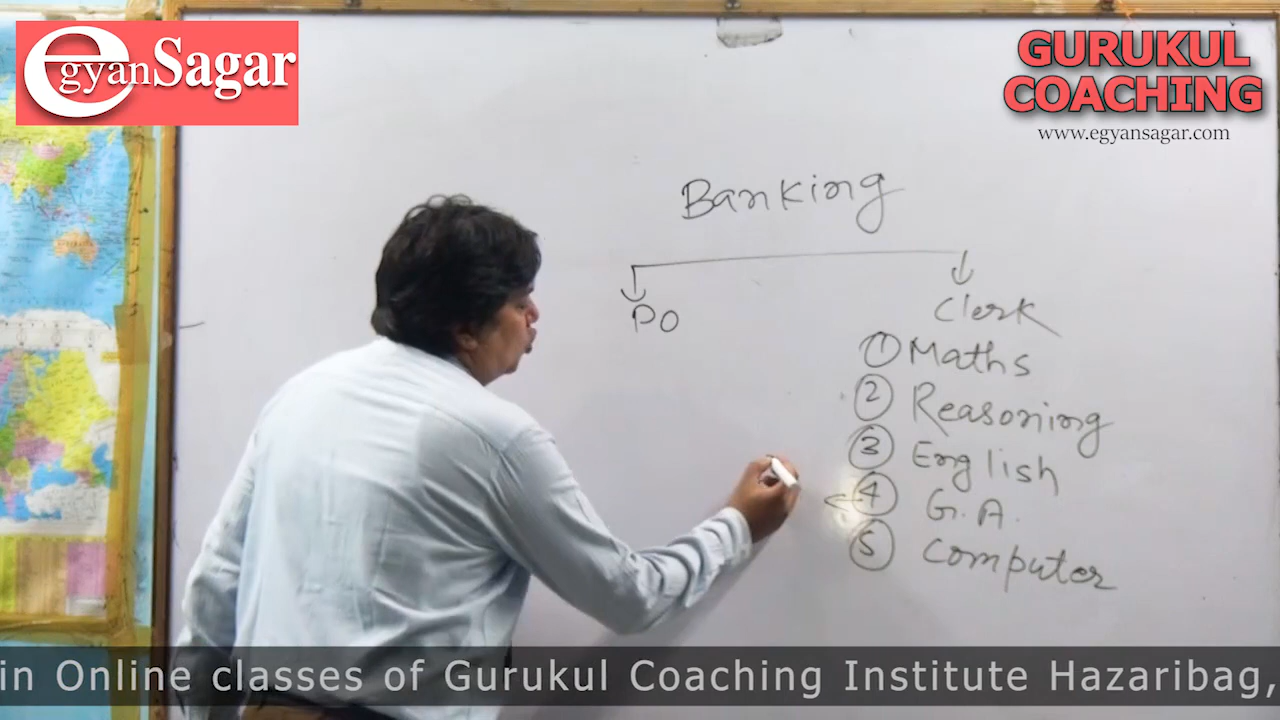 egyanSagar
GURUKUL
COACHING
www.egyansagar.com
Banking
PO
Clerk
① Maths
② Reasoning
③ English
④ G.A.
⑤ Computer
in Online classes of Gurukul Coaching Institute Hazaribag,